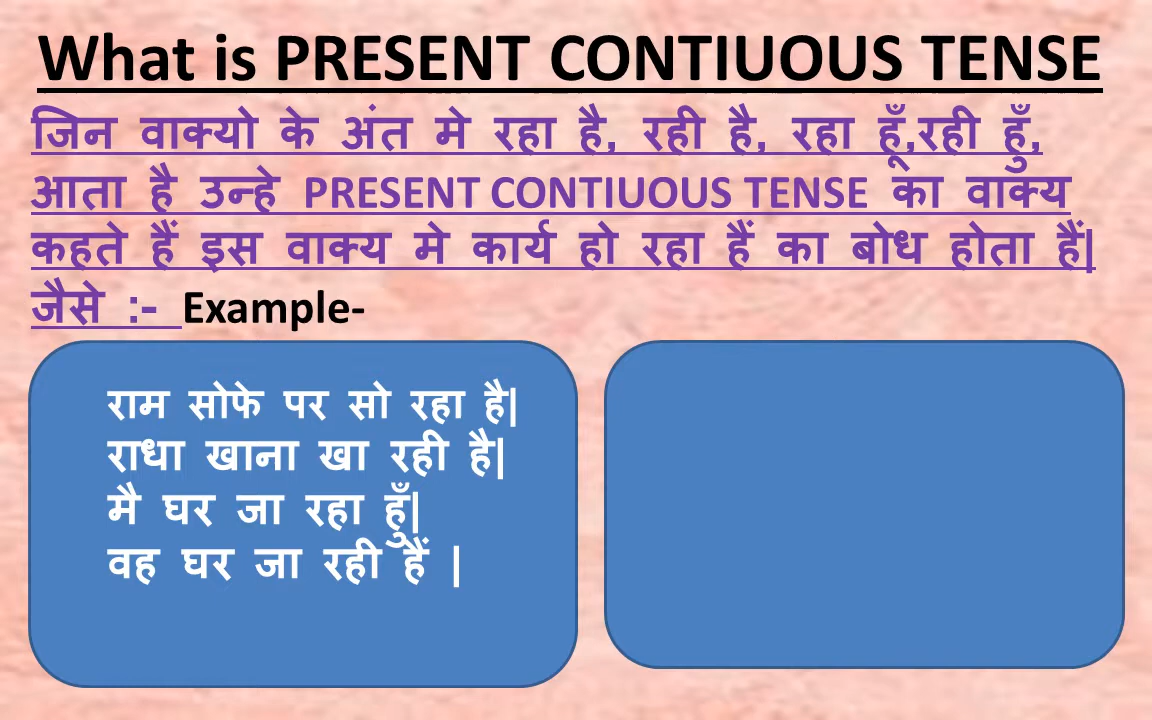 What is PRESENT CONTIUOUS TENSE
जिन वाक्यो के अंत मे रहा है, रही है, रहा हूँ,रही हुँ,
आता है उन्हे PRESENT CONTIUOUS TENSE का वाक्य
कहते हैं इस वाक्य मे कार्य हो रहा हैं का बोध होता हैं|
जैसे :- Example-
राम सोफे पर सो रहा है|
राधा खाना खा रही है|
मै घर जा रहा हुँ|
वह घर जा रही हैं |